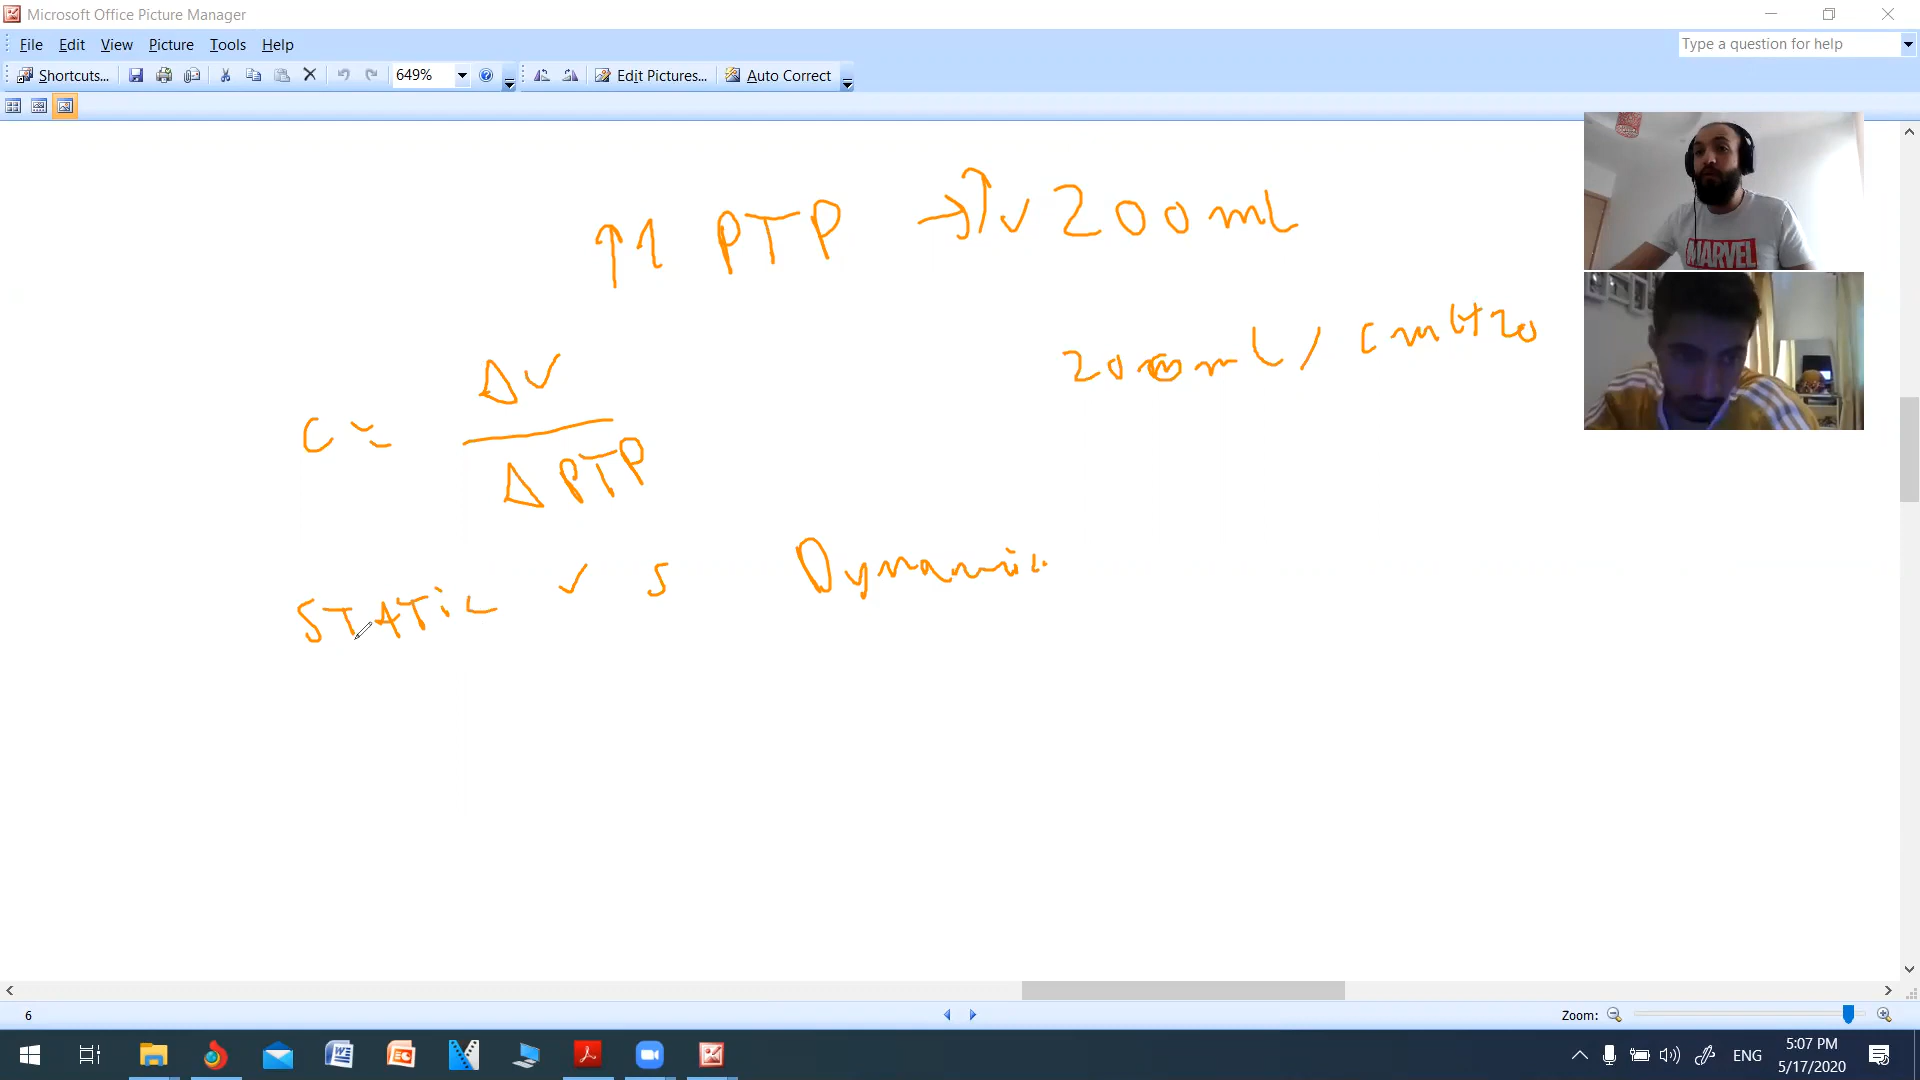 Microsoft Office Picture Manager
File Edit View Picture Tools Help
Type a question for help
Shortcuts... 649% Edit Pictures... Auto Correct
↑↑ PTP → ↑ V 200 mL
200 mL / cmH2O
ΔV
C =
ΔPTP
STATiC VS Dynamic
MARVEL
6
Zoom:
ENG
5:07 PM
5/17/2020